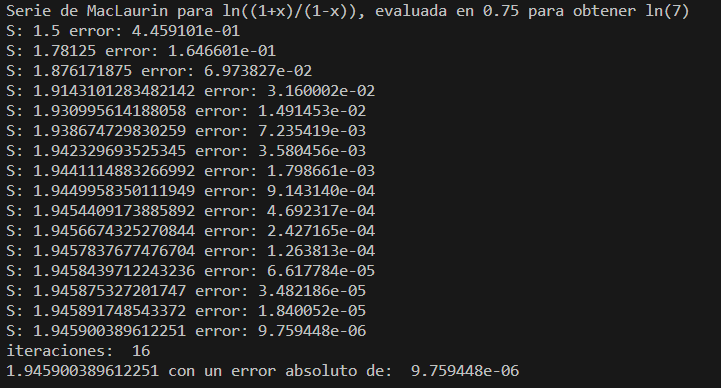 Serie de MacLaurin para ln((1+x)/(1-x)), evaluada en 0.75 para obtener ln(7)
S: 1.5 error: 4.459101e-01
S: 1.78125 error: 1.646601e-01
S: 1.876171875 error: 6.973827e-02
S: 1.9143101283482142 error: 3.160002e-02
S: 1.930995614188058 error: 1.491453e-02
S: 1.938674729830259 error: 7.235419e-03
S: 1.942329693525345 error: 3.580456e-03
S: 1.9441114883266992 error: 1.798661e-03
S: 1.9449958350111949 error: 9.143140e-04
S: 1.9454409173885892 error: 4.692317e-04
S: 1.9456674325270844 error: 2.427165e-04
S: 1.9457837677476704 error: 1.263813e-04
S: 1.9458439712243236 error: 6.617784e-05
S: 1.945875327201747 error: 3.482186e-05
S: 1.945891748543372 error: 1.840052e-05
S: 1.945900389612251 error: 9.759448e-06
iteraciones:  16
1.945900389612251 con un error absoluto de:  9.759448e-06